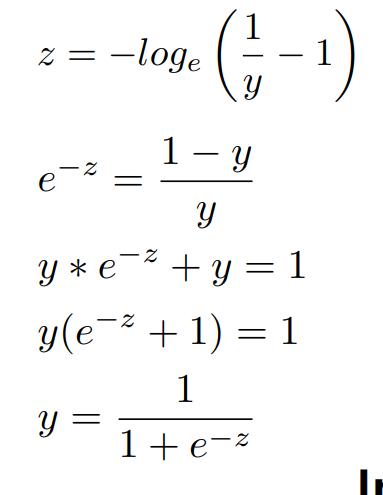 z = −log_e (1/y − 1)
e^{−z} = (1 − y)/y
y ∗ e^{−z} + y = 1
y(e^{−z} + 1) = 1
y = 1/(1 + e^{−z})